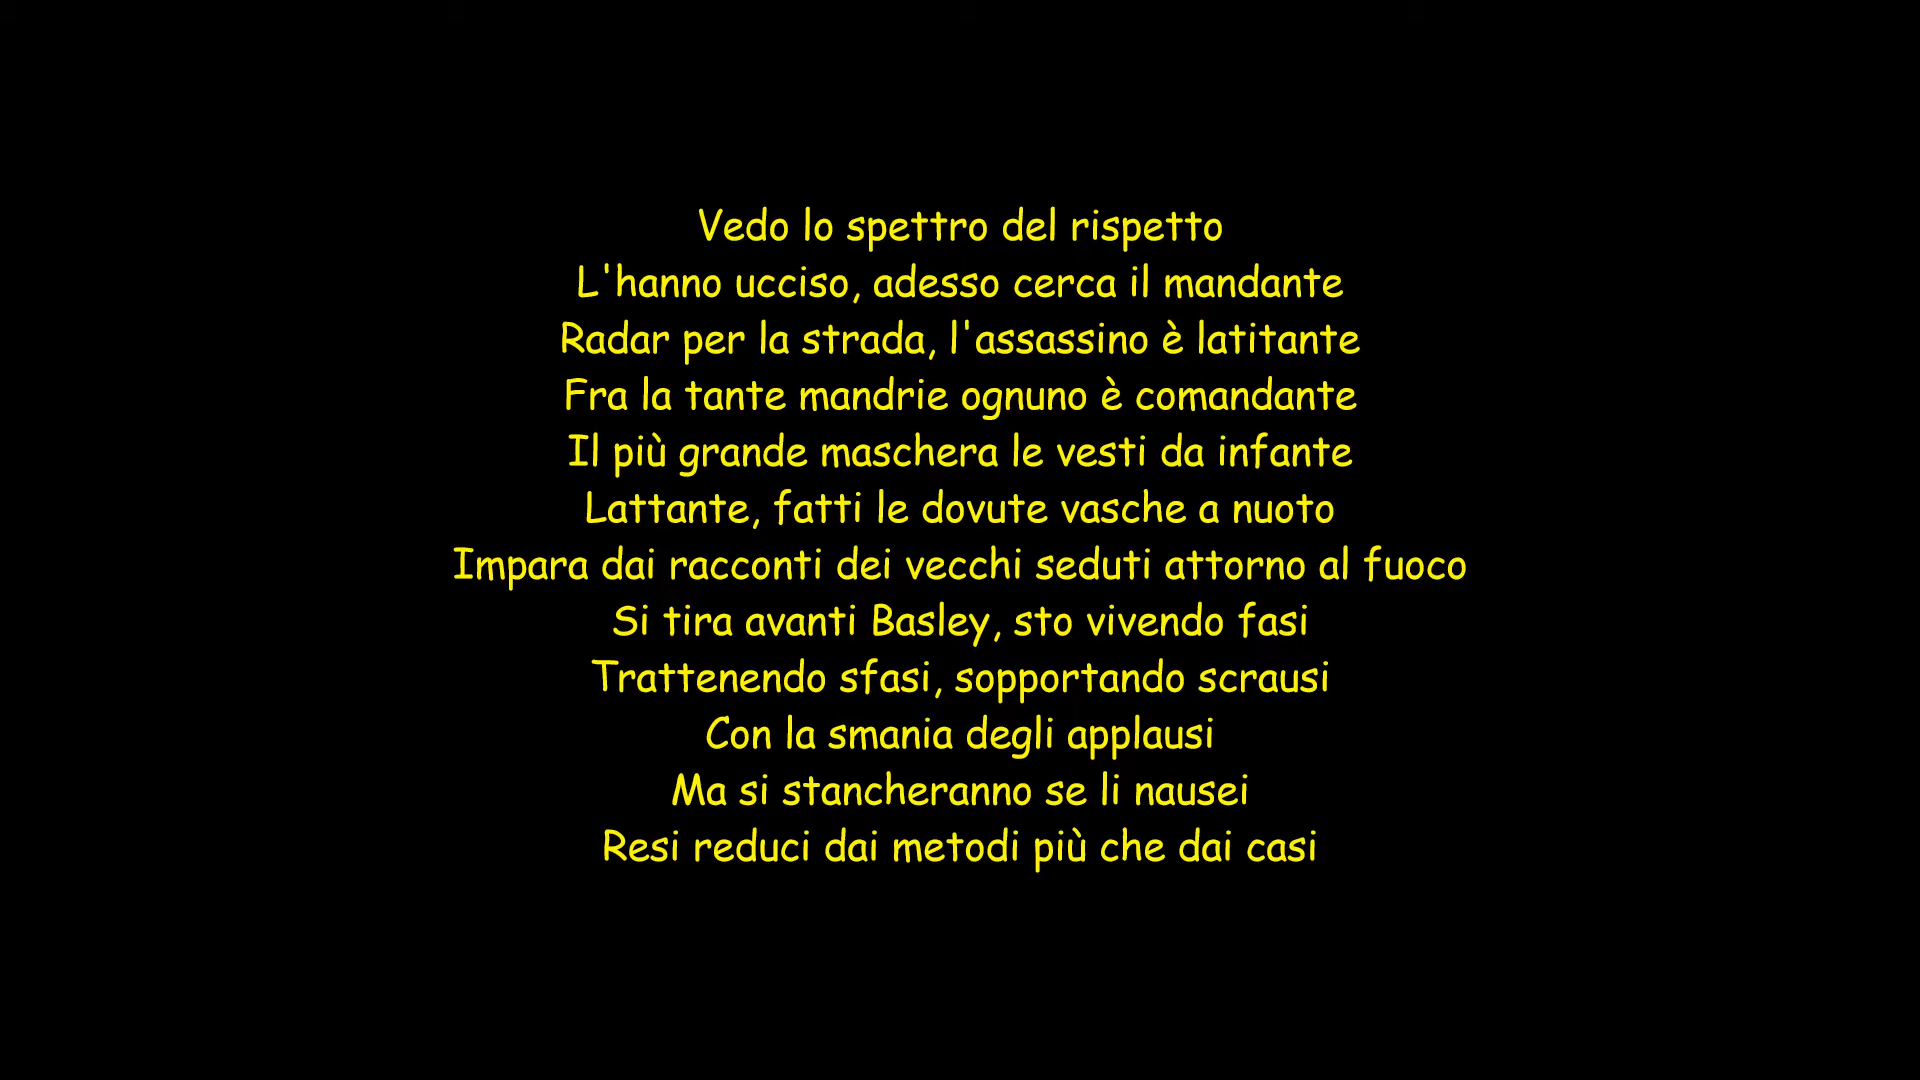 Vedo lo spettro del rispetto
L'hanno ucciso, adesso cerca il mandante
Radar per la strada, l'assassino è latitante
Fra la tante mandrie ognuno è comandante
Il più grande maschera le vesti da infante
Lattante, fatti le dovute vasche a nuoto
Impara dai racconti dei vecchi seduti attorno al fuoco
Si tira avanti Basley, sto vivendo fasi
Trattenendo sfasi, sopportando scrausi
Con la smania degli applausi
Ma si stancheranno se li nausei
Resi reduci dai metodi più che dai casi